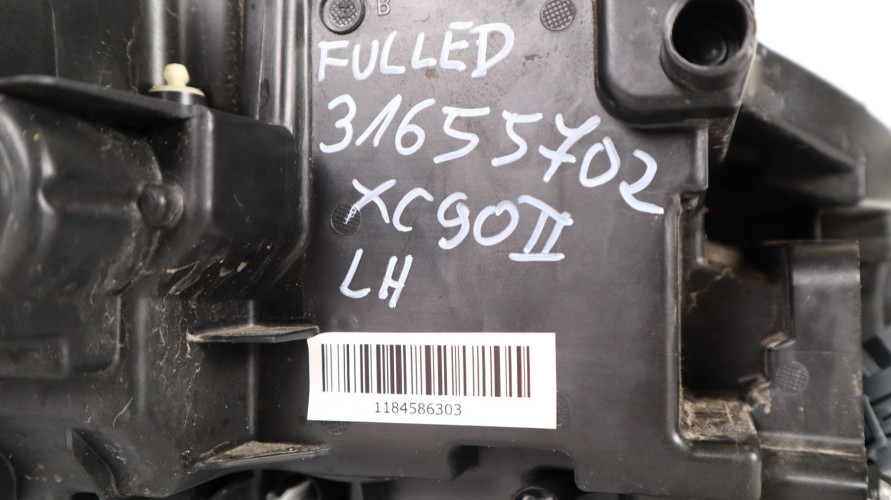 B
FULLED
31655702
XC90II
LH
1184586303